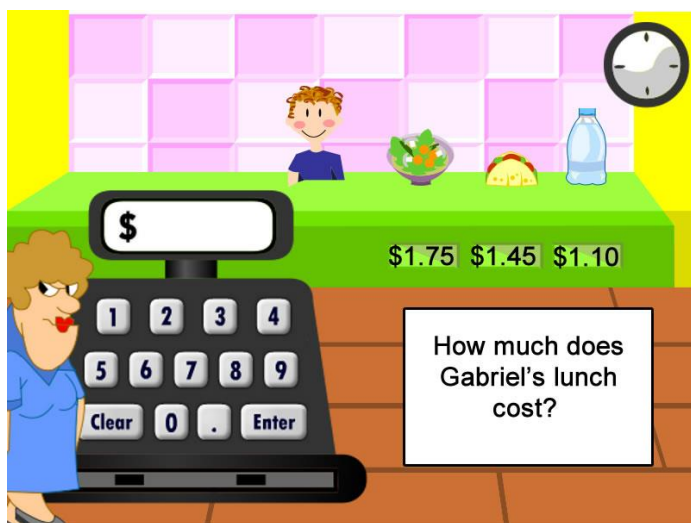 $
$1.75 $1.45 $1.10
1 2 3 4
5 6 7 8 9
Clear 0 . Enter
How much does
Gabriel's lunch
cost?